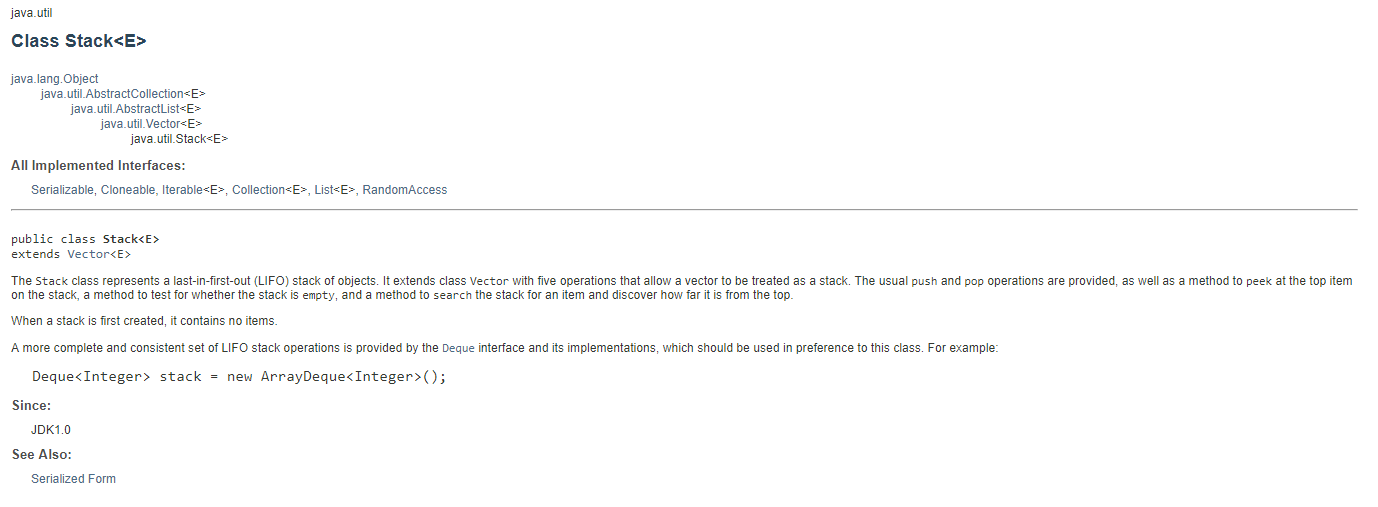 java.util
Class Stack<E>
java.lang.Object
java.util.AbstractCollection<E>
java.util.AbstractList<E>
java.util.Vector<E>
java.util.Stack<E>
All Implemented Interfaces:
Serializable, Cloneable, Iterable<E>, Collection<E>, List<E>, RandomAccess
public class Stack<E>
extends Vector<E>
The Stack class represents a last-in-first-out (LIFO) stack of objects. It extends class Vector with five operations that allow a vector to be treated as a stack. The usual push and pop operations are provided, as well as a method to peek at the top item
on the stack, a method to test for whether the stack is empty, and a method to search the stack for an item and discover how far it is from the top.
When a stack is first created, it contains no items.
A more complete and consistent set of LIFO stack operations is provided by the Deque interface and its implementations, which should be used in preference to this class. For example:
Deque<Integer> stack = new ArrayDeque<Integer>();
Since:
JDK1.0
See Also:
Serialized Form